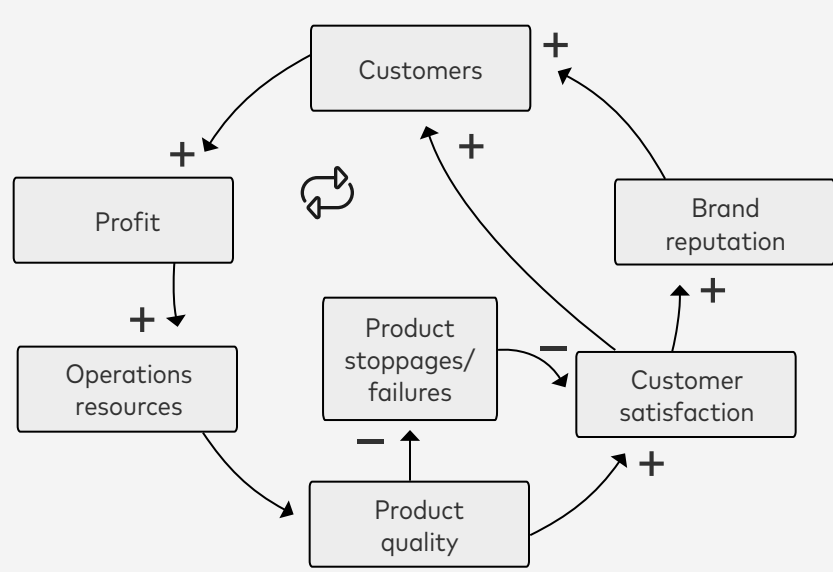 Customers
+
+
+
Profit
Brand
reputation
+
+
Product
stoppages/
failures
−
Operations
resources
Customer
satisfaction
−
+
Product
quality